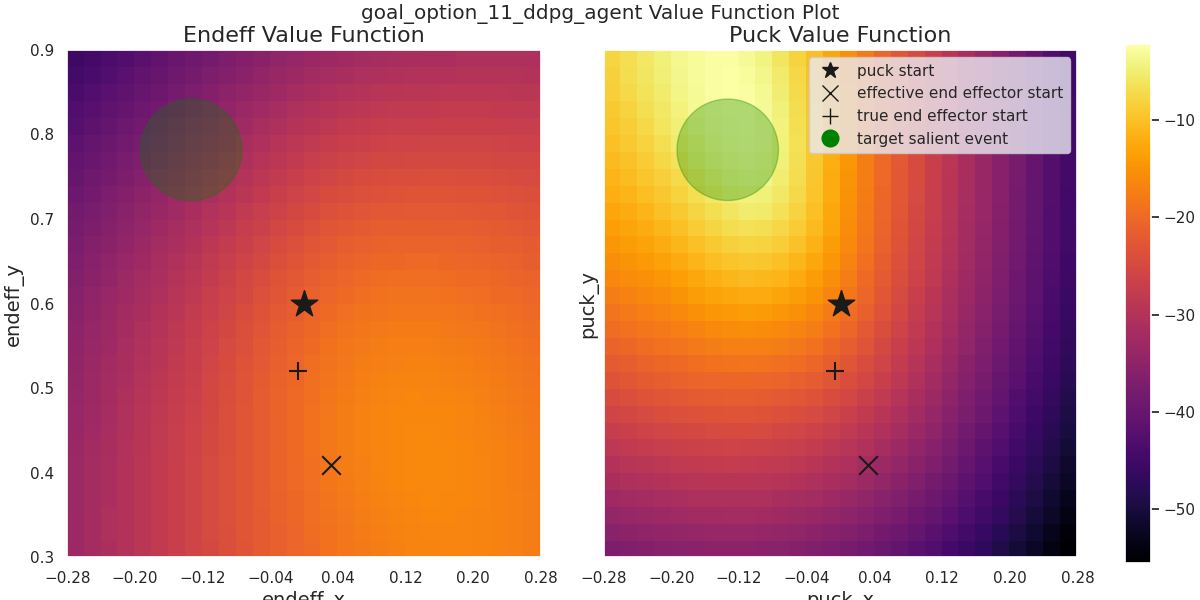 goal_option_11_ddpg_agent Value Function Plot
Endeff Value Function
Puck Value Function
0.9
0.8
0.7
0.6
0.5
0.4
0.3
endeff_y
−0.28 −0.20 −0.12 −0.04 0.04 0.12 0.20 0.28
endeff_x
puck_y
−0.28 −0.20 −0.12 −0.04 0.04 0.12 0.20 0.28
puck_x
puck start
effective end effector start
true end effector start
target salient event
−10
−20
−30
−40
−50